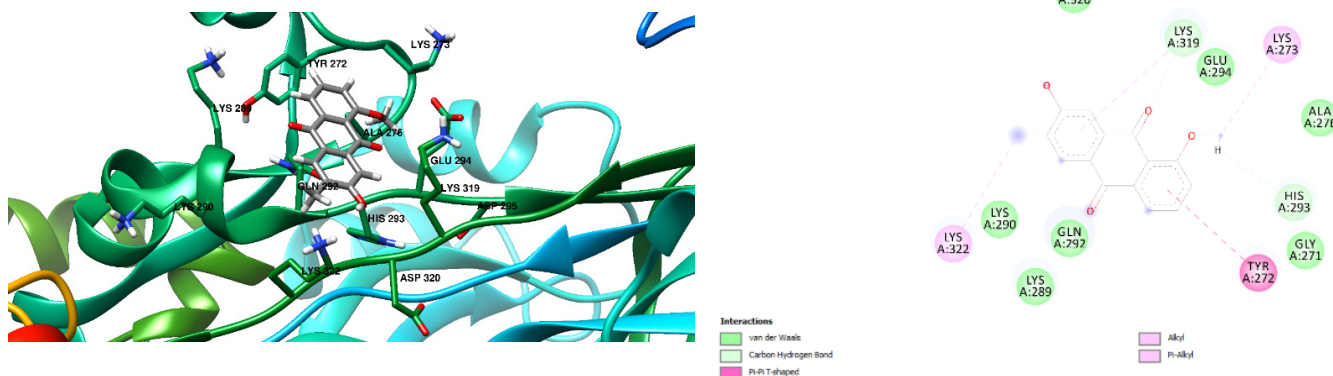 LYS 273
TYR 272
LYS 289
ALA 276
GLU 294
GLN 292
LYS 319
LYS 290
ASP 295
HIS 293
LYS 322
ASP 320
A:320
LYS
A:319
LYS
A:273
GLU
A:294
ALA
A:276
O
O
O
H
HIS
A:293
LYS
A:290
GLN
A:292
GLY
A:271
LYS
A:322
O
TYR
A:272
LYS
A:289
Interactions
van der Waals
Carbon Hydrogen Bond
Pi-Pi T-shaped
Alkyl
Pi-Alkyl